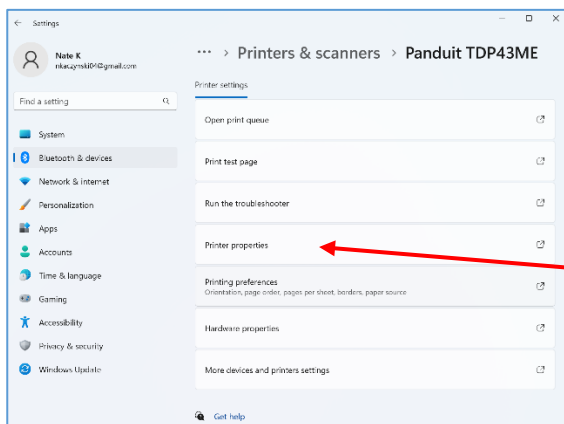 Settings
Nate K
nkaczynski04@gmail.com
Find a setting
System
Bluetooth & devices
Network & internet
Personalization
Apps
Accounts
Time & language
Gaming
Accessibility
Privacy & security
Windows Update
... > Printers & scanners > Panduit TDP43ME
Printer settings
Open print queue
Print test page
Run the troubleshooter
Printer properties
Printing preferences
Orientation, page order, pages per sheet, borders, paper source
Hardware properties
More devices and printers settings
Get help